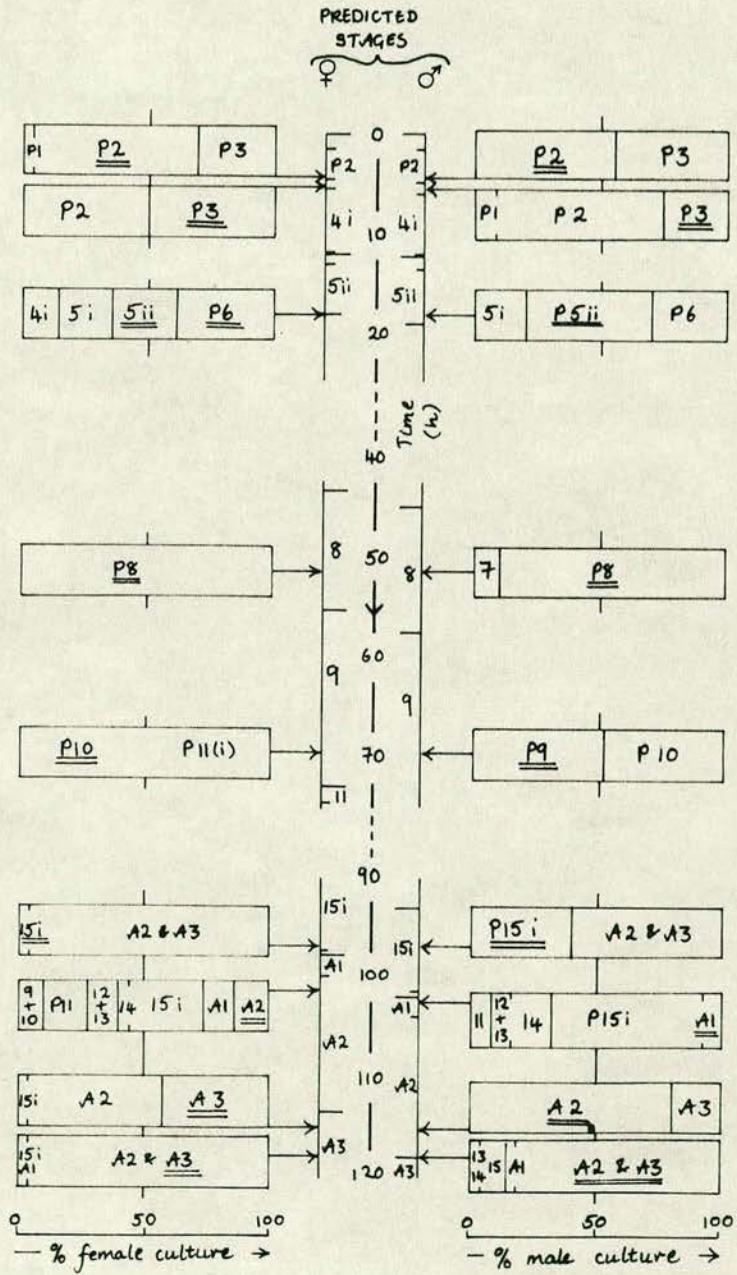 PREDICTED
STAGES
♀ ♂
P1 P2 P3 0 P2 P3
P2 P2
P2 P3 4i 4i P1 P2 P3
10
4i 5i 5ii P6 5ii 5ii 5i P5ii P6
20
Time
(h)
40
P8 8 50 8 7 P8
60
9 9
P10 P11(i) 70 P9 P10
11
90
15i
15i A2 & A3 15i P15i A2 & A3
A1 100
9 + 10 P11 12 + 13 14 15i A1 A2 A1 11 12 + 13 14 P15i A1
A2
15i A2 A3 110 A2 A2 A3
15i A1 A2 & A3 A3 120 A3 13 14 15 A1 A2 & A3
0 50 100 0 50 100
— % female culture → — % male culture →